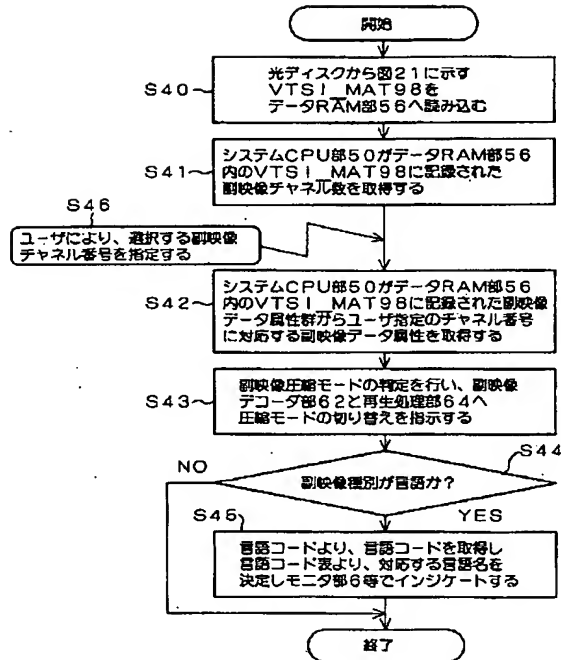 開始
S40
光ディスクから図21に示す
VTSI_MAT98を
データRAM部56へ読み込む
S41
システムCPU部50がデータRAM部56
内のVTSI_MAT98に記録された
副映像チャネル数を取得する
S46
ユーザにより、選択する副映像
チャネル番号を指定する
S42
システムCPU部50がデータRAM部56
内のVTSI_MAT98に記録された副映像
データ属性群からユーザ指定のチャネル番号
に対応する副映像データ属性を取得する
S43
副映像圧縮モードの判定を行い、副映像
デコーダ部62と再生処理部64へ
圧縮モードの切り替えを指示する
S44
副映像種別が言語か?
NO
YES
S45
言語コードより、言語コードを取得し
言語コード表より、対応する言語名を
決定しモニタ部6等でインジケートする
終了